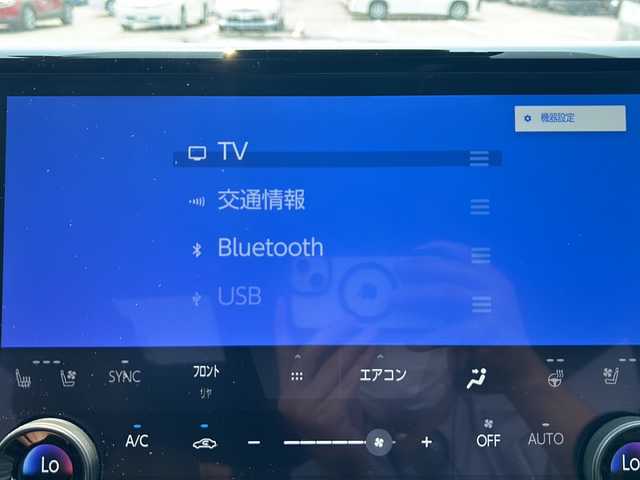 機器設定
TV
交通情報
Bluetooth
USB
SYNC
フロント
リヤ
エアコン
A/C
OFF
AUTO
Lo
Lo